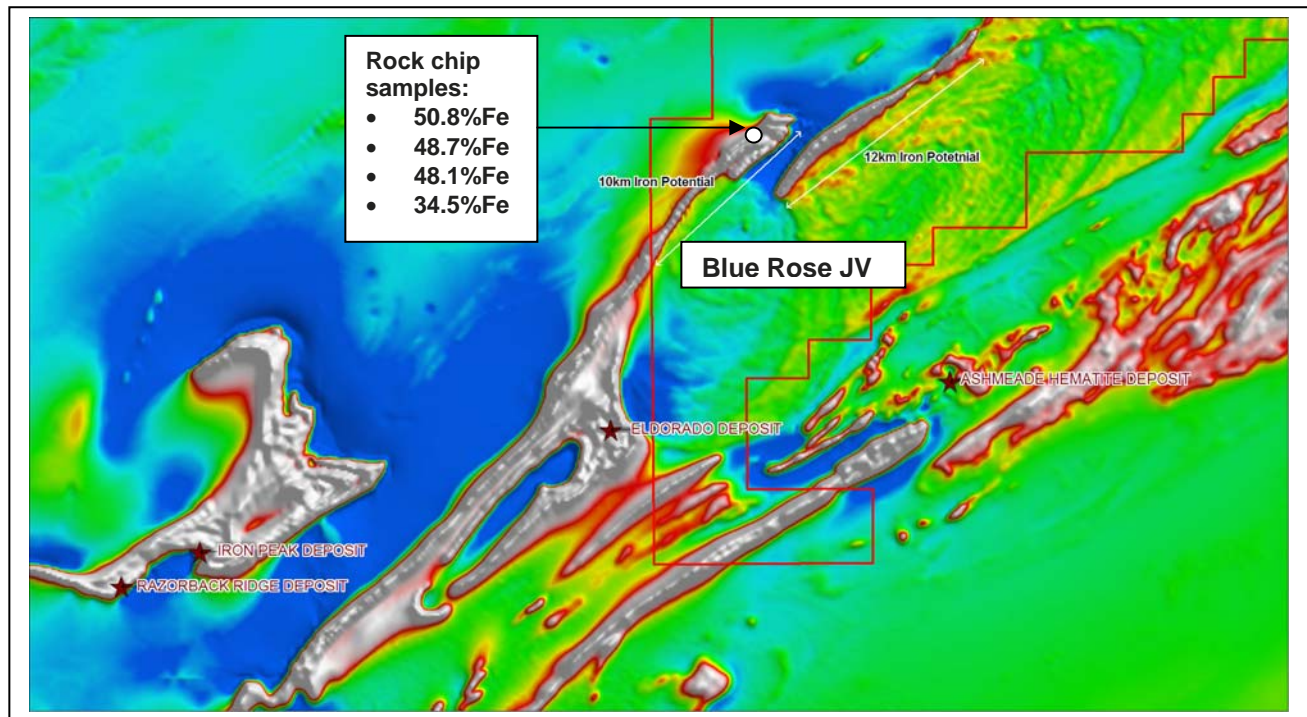 Rock chip
samples:
• 50.8%Fe
• 48.7%Fe
• 48.1%Fe
• 34.5%Fe
12km Iron Potetnial
10km Iron Potential
Blue Rose JV
ASHMEADE HEMATITE DEPOSIT
ELDORADO DEPOSIT
IRON PEAK DEPOSIT
RAZORBACK RIDGE DEPOSIT